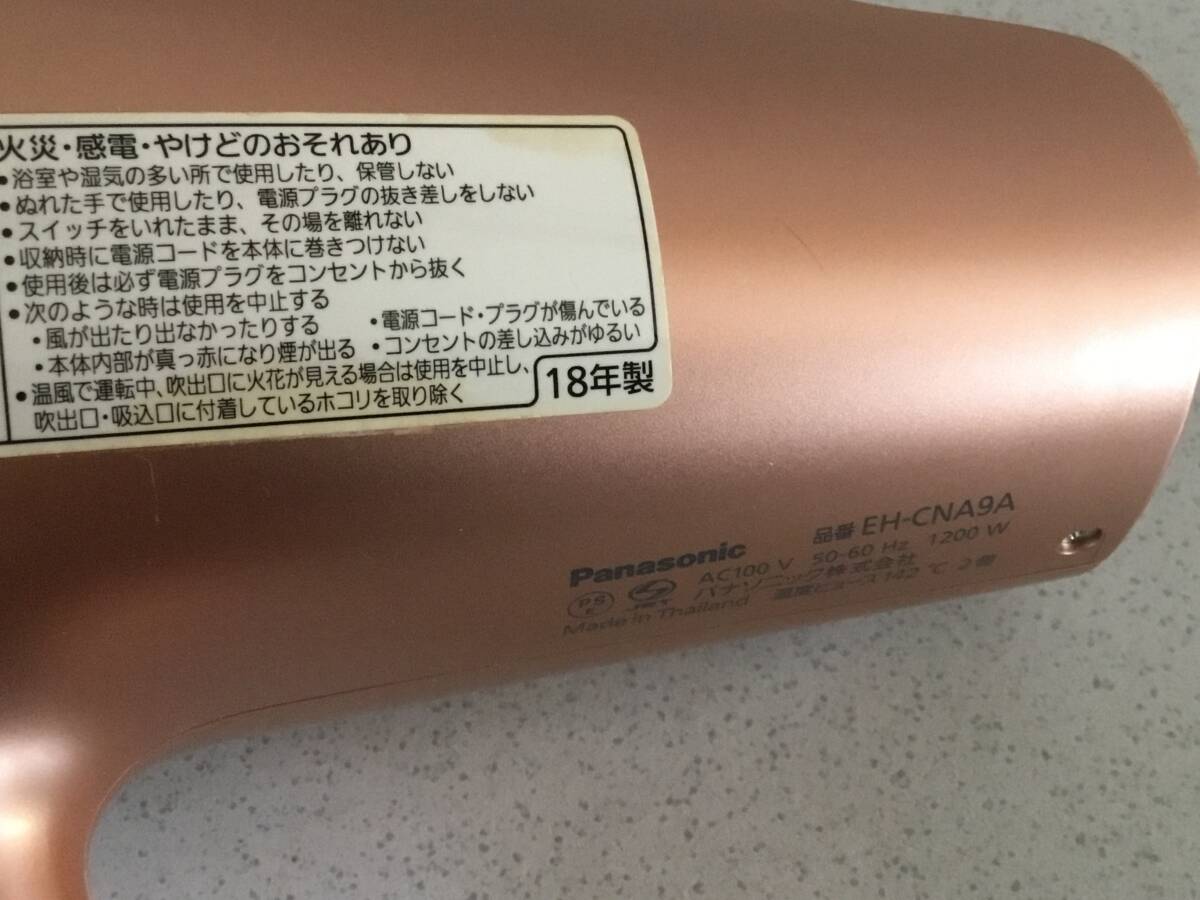 火災・感電・やけどのおそれあり
•浴室や湿気の多い所で使用したり、保管しない
•ぬれた手で使用したり、電源プラグの抜き差しをしない
•スイッチをいれたまま、その場を離れない
•収納時に電源コードを本体に巻きつけない
•使用後は必ず電源プラグをコンセントから抜く
•次のような時は使用を中止する
•風が出たり出なかったりする
•本体内部が真っ赤になり煙が出る
•電源コード・プラグが傷んでいる
•コンセントの差し込みがゆるい
•温風で運転中、吹出口に火花が見える場合は使用を中止し、
吹出口・吸込口に付着しているホコリを取り除く
18年製
Panasonic 品番 EH-CNA9A
PS E JET AC100 V 50-60 Hz 1200 W
パナソニック株式会社
Made in Thailand 温度ヒューズ 142 ℃ 2個